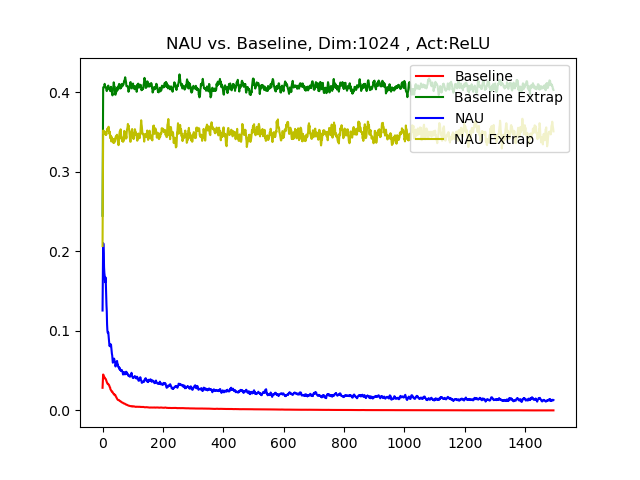 NAU vs. Baseline, Dim:1024 , Act:ReLU
Baseline
Baseline Extrap
NAU
NAU Extrap
0.4
0.3
0.2
0.1
0.0
0 200 400 600 800 1000 1200 1400